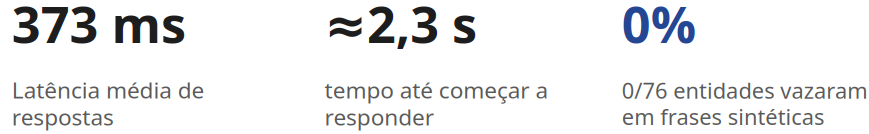 373 ms
≈2,3 s
0%
Latência média de
respostas
tempo até começar a
responder
0/76 entidades vazaram
em frases sintéticas